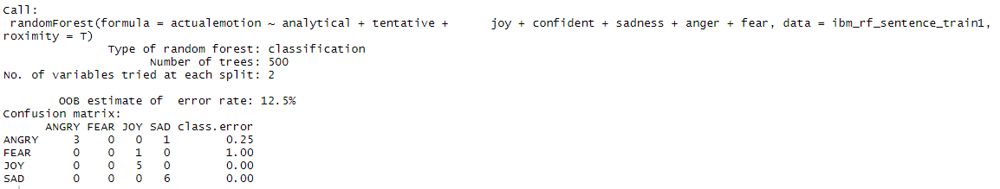 Call:
 randomForest(formula = actualemotion ~ analytical + tentative +      joy + confident + sadness + anger + fear, data = ibm_rf_sentence_train1,
roximity = T)
               Type of random forest: classification
                     Number of trees: 500
No. of variables tried at each split: 2
        OOB estimate of  error rate: 12.5%
Confusion matrix:
      ANGRY FEAR JOY SAD class.error
ANGRY     3    0   0   1        0.25
FEAR      0    0   1   0        1.00
JOY       0    0   5   0        0.00
SAD       0    0   0   6        0.00